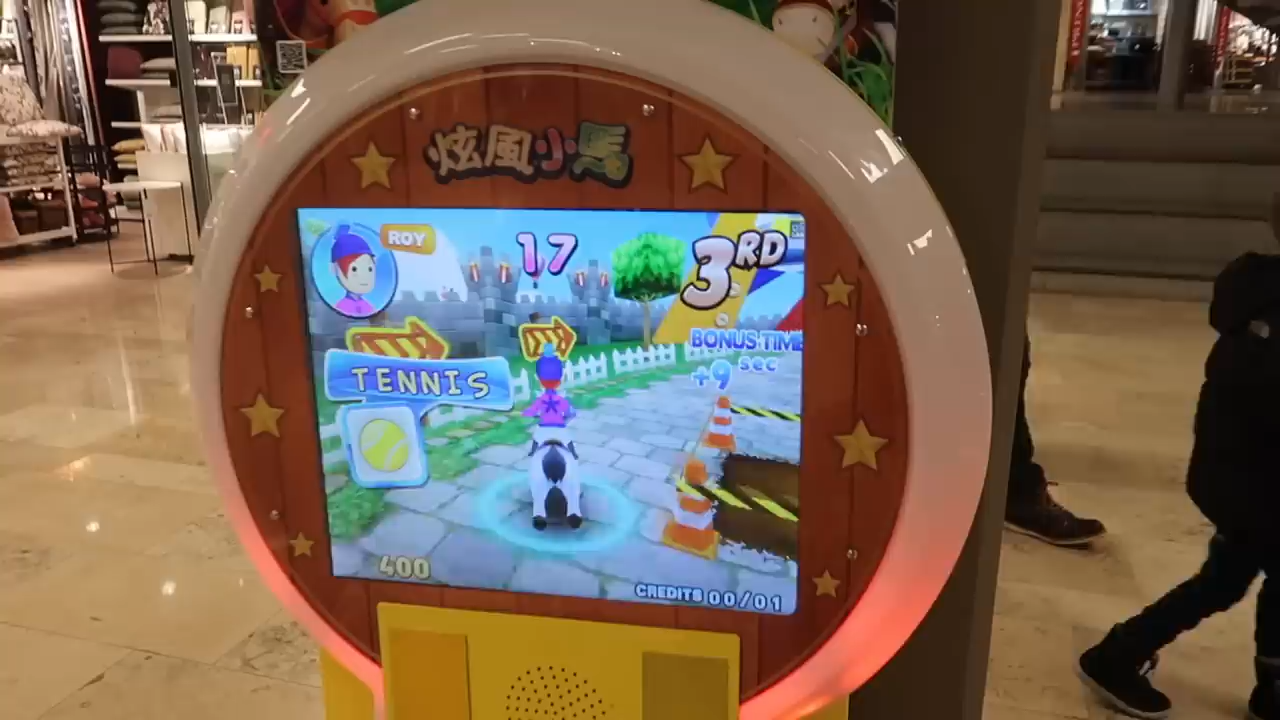 炫風小馬
ROY
17
3RD
BONUS TIME
+9 sec
TENNIS
400
CREDITS 00/01